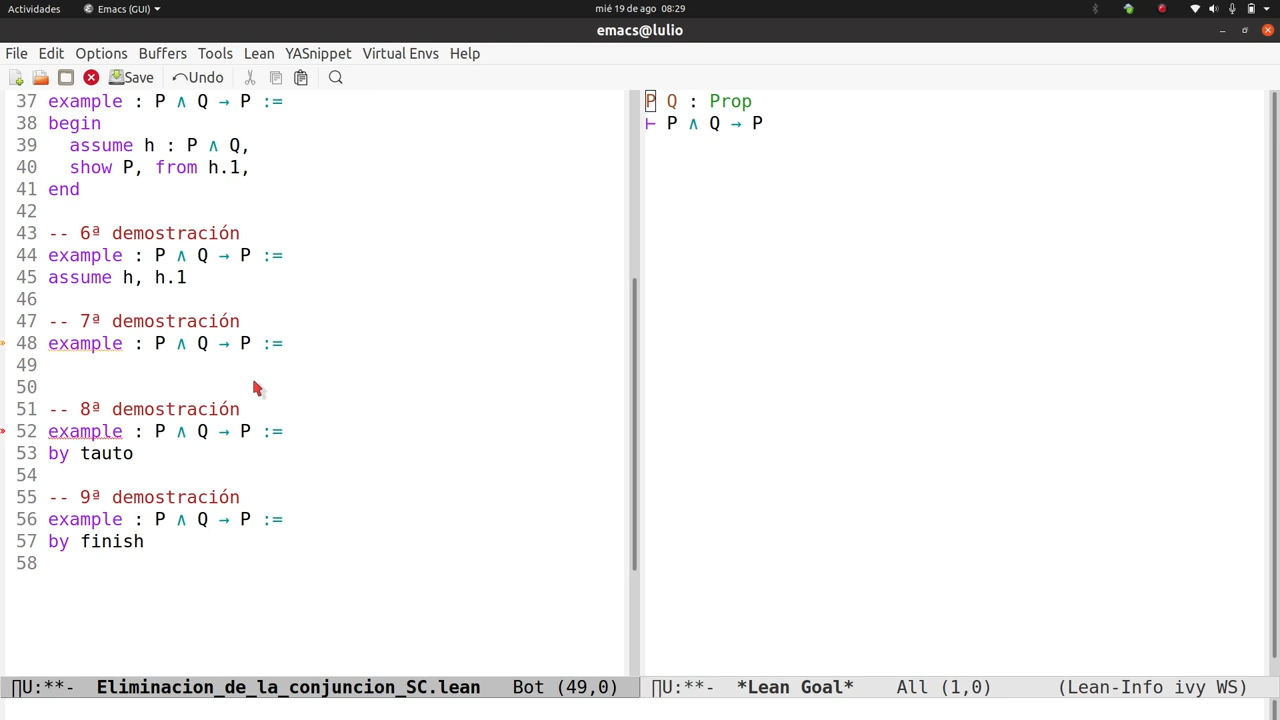 Actividades Emacs (GUI) mié 19 de ago 08:29
emacs@lulio
File Edit Options Buffers Tools Lean YASnippet Virtual Envs Help
Save Undo
37 example : P ∧ Q → P :=
38 begin
39 assume h : P ∧ Q,
40 show P, from h.1,
41 end
42
43 -- 6ª demostración
44 example : P ∧ Q → P :=
45 assume h, h.1
46
47 -- 7ª demostración
48 example : P ∧ Q → P :=
49
50
51 -- 8ª demostración
52 example : P ∧ Q → P :=
53 by tauto
54
55 -- 9ª demostración
56 example : P ∧ Q → P :=
57 by finish
58
∏U:**- Eliminacion_de_la_conjuncion_SC.lean Bot (49,0)
P Q : Prop
⊢ P ∧ Q → P
∏U:**- *Lean Goal* All (1,0) (Lean-Info ivy WS)